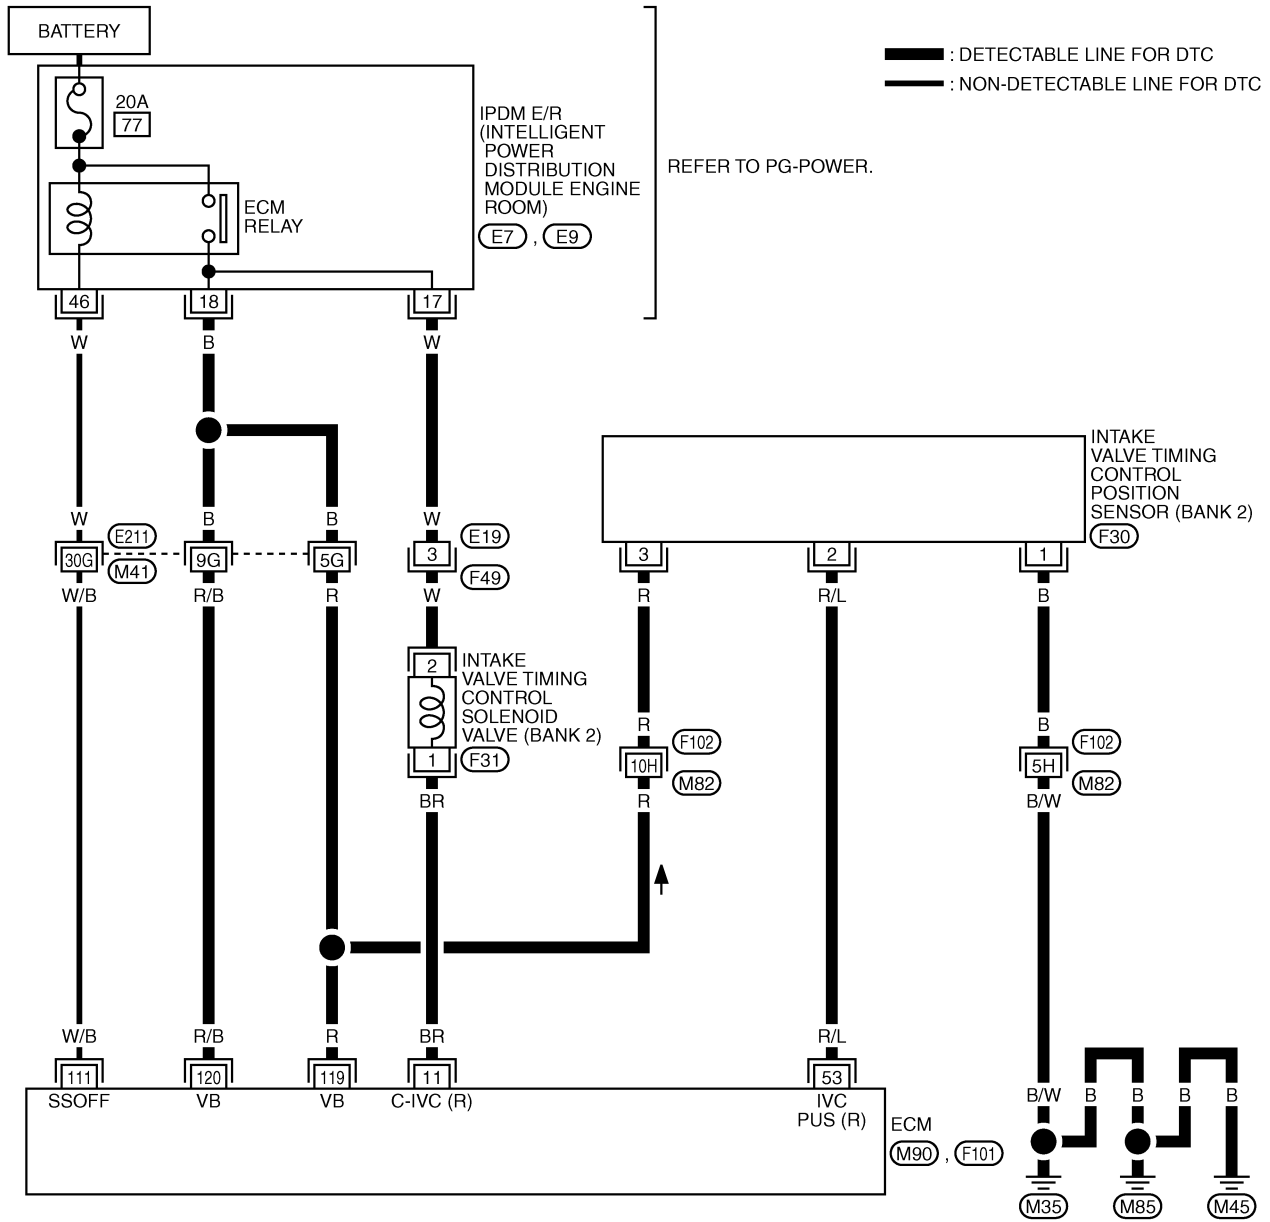 BATTERY
: DETECTABLE LINE FOR DTC
: NON-DETECTABLE LINE FOR DTC
20A
77
IPDM E/R
(INTELLIGENT
POWER
DISTRIBUTION
MODULE ENGINE
ROOM)
E7 , E9
REFER TO PG-POWER.
ECM
RELAY
46 18 17
W B W
INTAKE
VALVE TIMING
CONTROL
POSITION
SENSOR (BANK 2)
F30
W B B W
E211 E19
30G 9G 5G 3 3 2 1
M41 F49
W/B R/B R W R R/L B
2
INTAKE
VALVE TIMING
CONTROL
SOLENOID
VALVE (BANK 2)
1 F31
R B
F102 F102
10H 5H
M82 M82
BR R B/W
W/B R/B R BR R/L
111 120 119 11 53
SSOFF VB VB C-IVC (R) IVC
PUS (R)
B/W B B B B
ECM
M90 , F101
M35 M85 M45